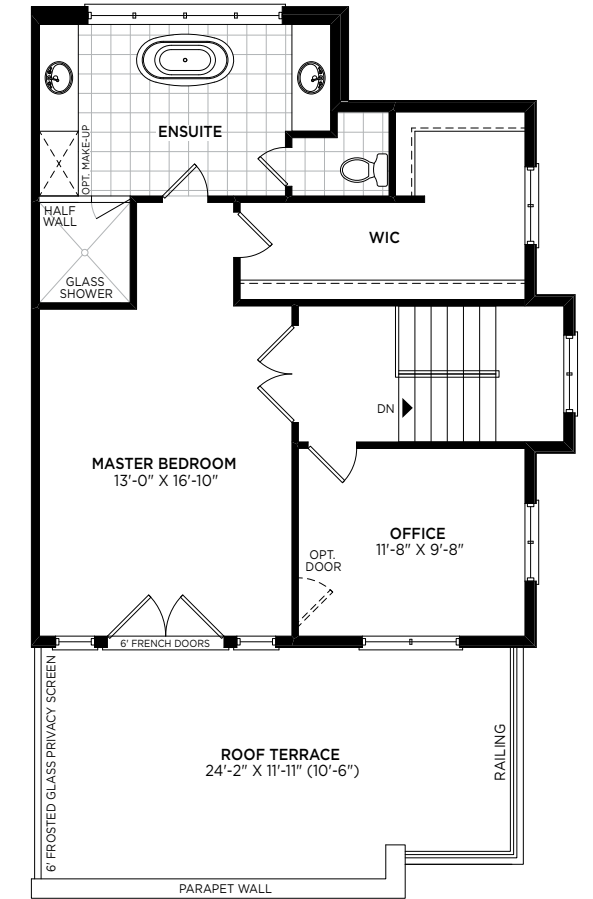 ENSUITE
OPT. MAKE-UP
HALF
WALL
GLASS
SHOWER
WIC
DN
MASTER BEDROOM
13'-0" X 16'-10"
OFFICE
11'-8" X 9'-8"
OPT.
DOOR
6' FRENCH DOORS
6' FROSTED GLASS PRIVACY SCREEN
ROOF TERRACE
24'-2" X 11'-11" (10'-6")
RAILING
PARAPET WALL